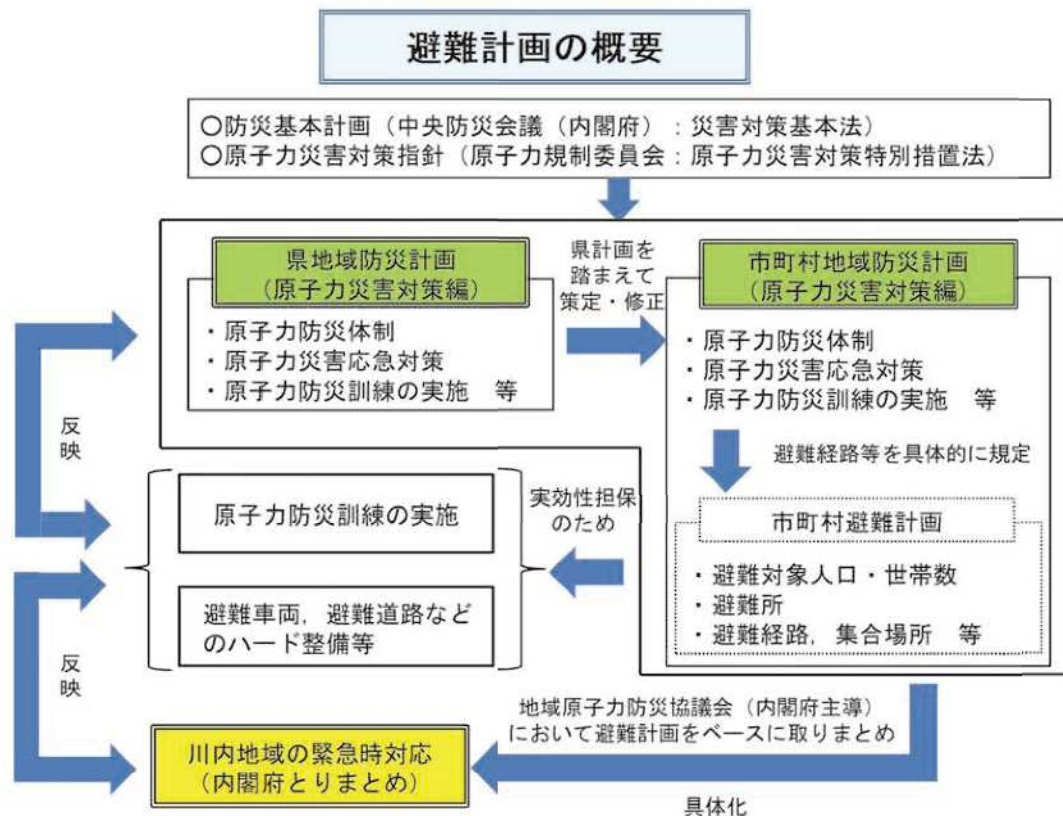 避難計画の概要
○防災基本計画（中央防災会議（内閣府）：災害対策基本法）
○原子力災害対策指針（原子力規制委員会：原子力災害対策特別措置法）
県地域防災計画
（原子力災害対策編）
・原子力防災体制
・原子力災害応急対策
・原子力防災訓練の実施　等
県計画を
踏まえて
策定・修正
市町村地域防災計画
（原子力災害対策編）
・原子力防災体制
・原子力災害応急対策
・原子力防災訓練の実施　等
避難経路等を具体的に規定
市町村避難計画
・避難対象人口・世帯数
・避難所
・避難経路，集合場所　等
反映
実効性担保
のため
原子力防災訓練の実施
避難車両，避難道路など
のハード整備等
反映
地域原子力防災協議会（内閣府主導）
において避難計画をベースに取りまとめ
川内地域の緊急時対応
（内閣府とりまとめ）
具体化